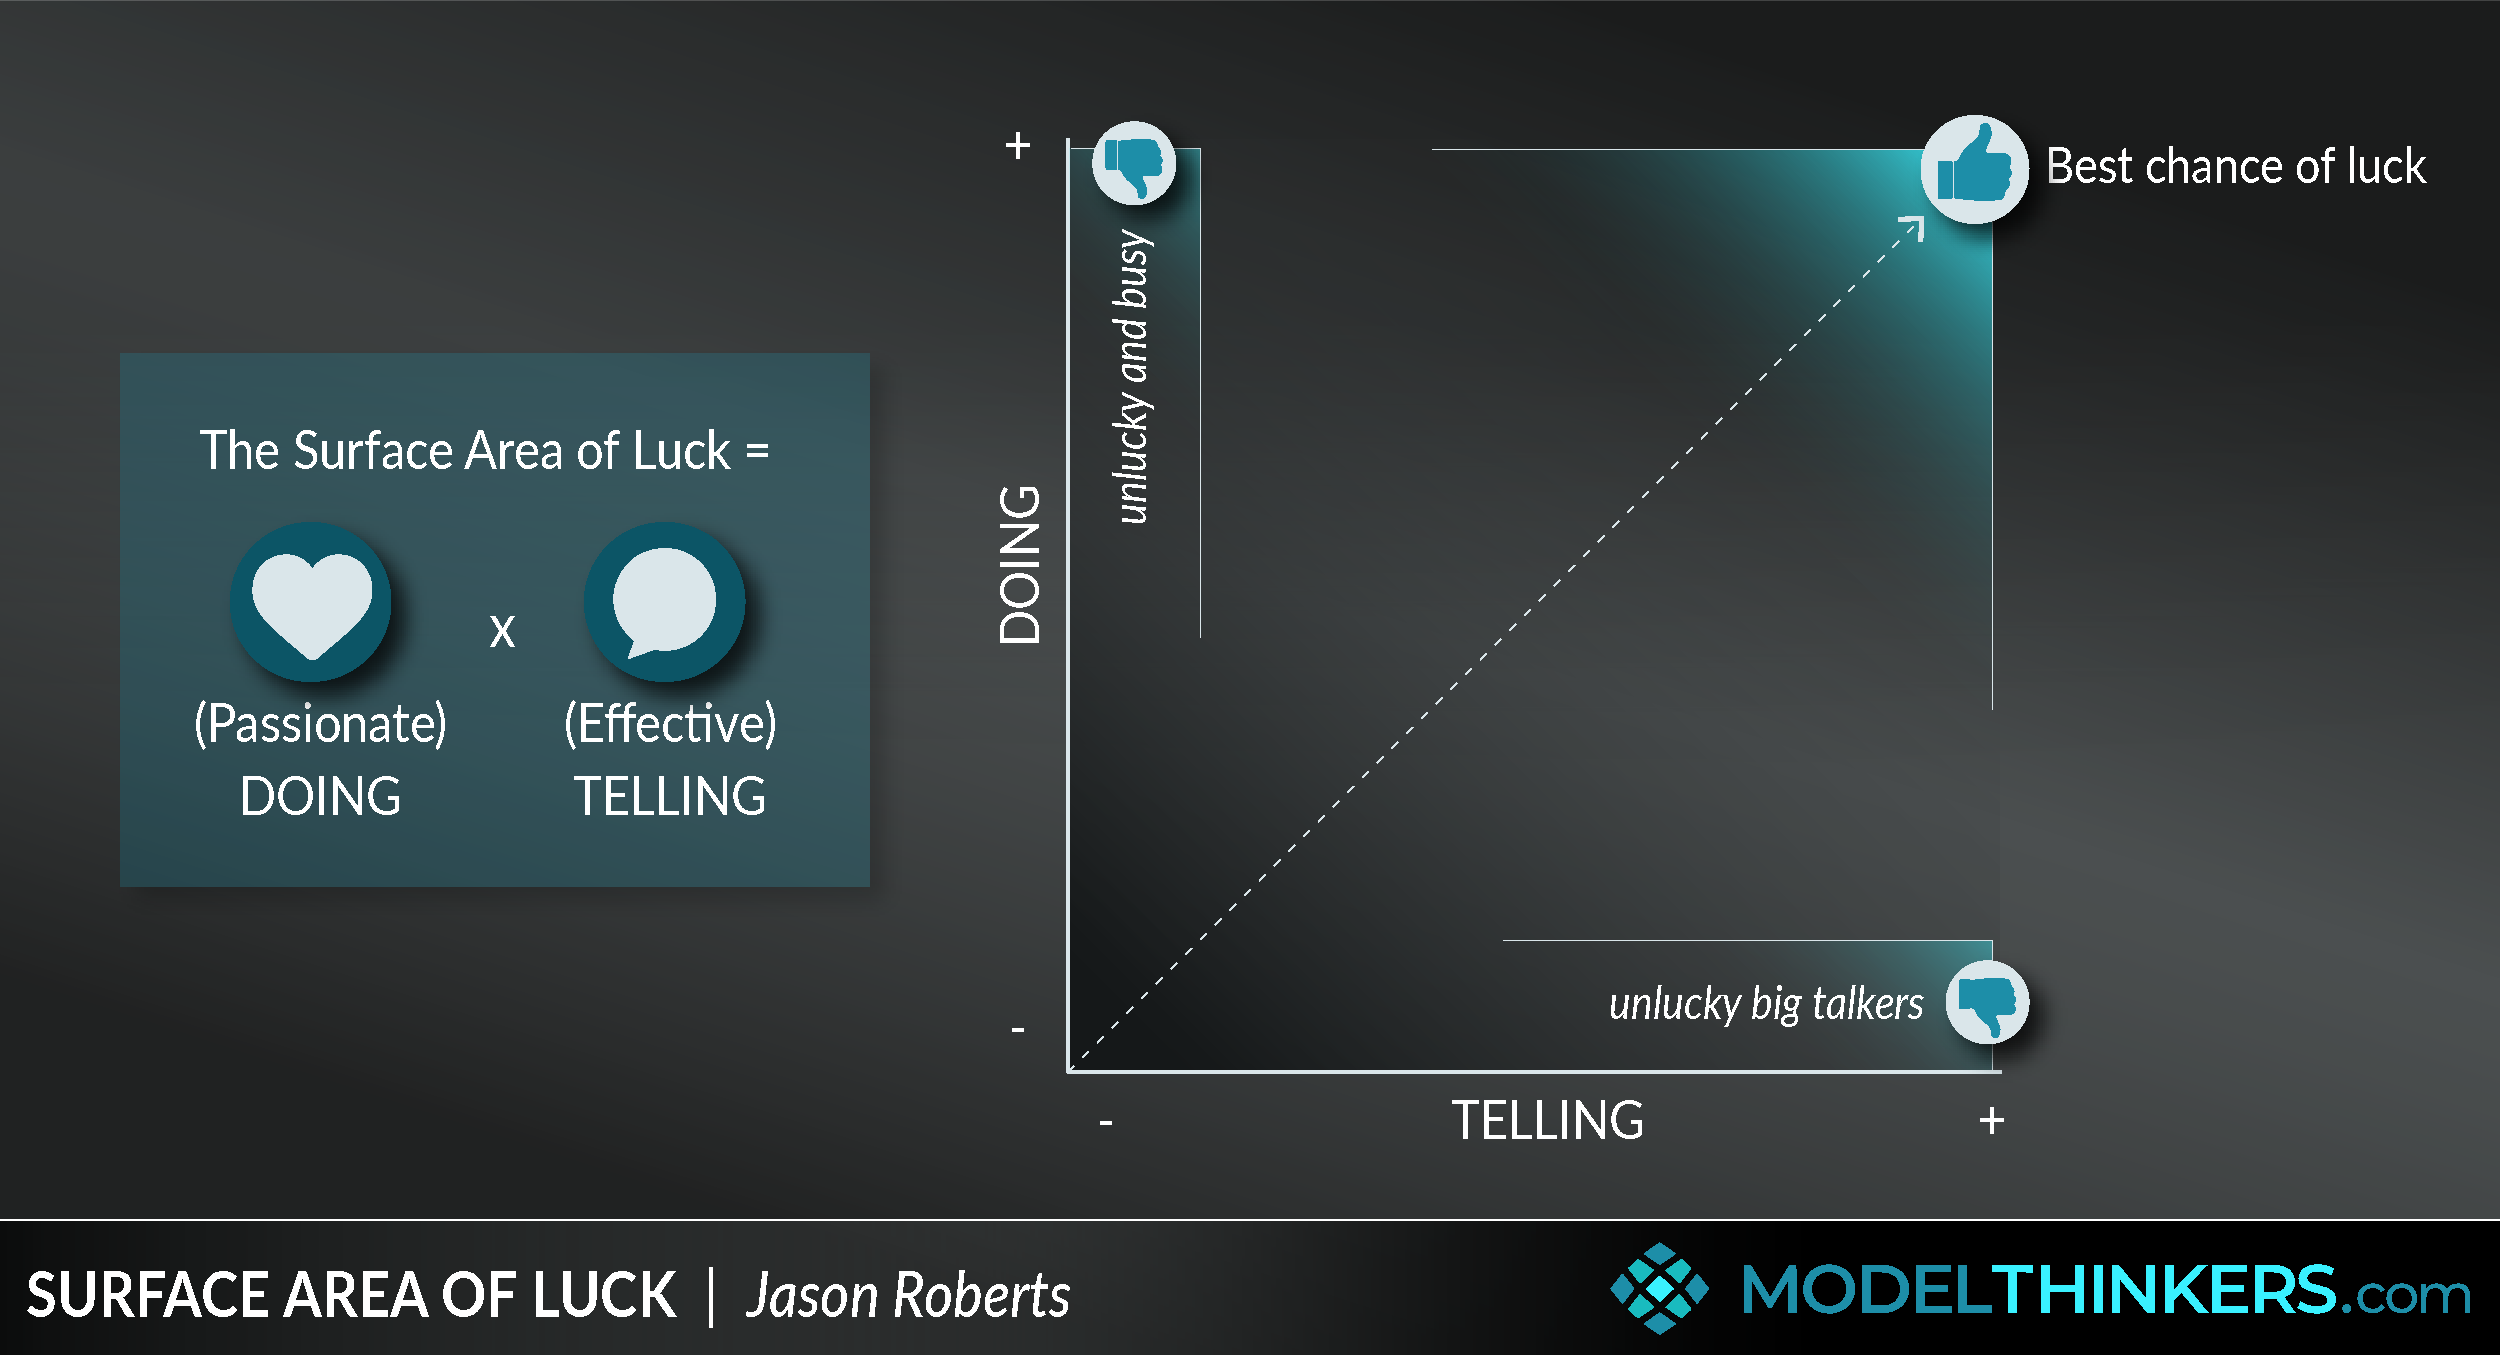 The Surface Area of Luck =
x
(Passionate)
DOING
(Effective)
TELLING
+
DOING
-
unlucky and busy
Best chance of luck
unlucky big talkers
-
TELLING
+
SURFACE AREA OF LUCK | Jason Roberts
MODELTHINKERS.com